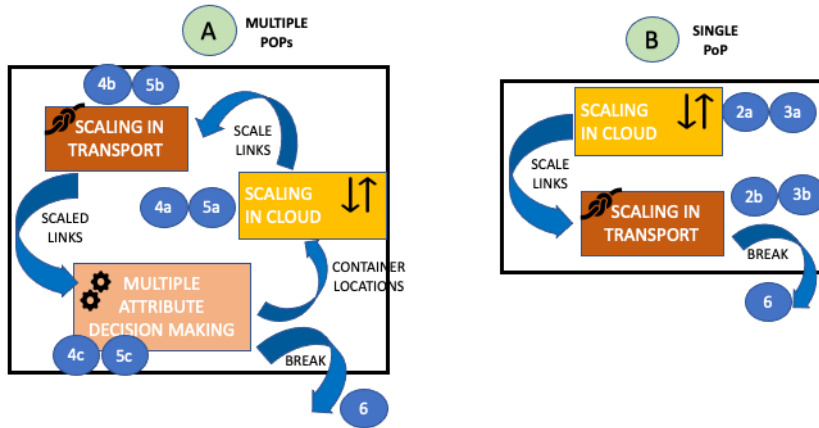 A
MULTIPLE
POPs
4b
5b
SCALING IN
TRANSPORT
SCALE
LINKS
4a
5a
SCALING
IN CLOUD
SCALED
LINKS
CONTAINER
LOCATIONS
MULTIPLE
ATTRIBUTE
DECISION MAKING
4c
5c
BREAK
6
B
SINGLE
PoP
SCALING
IN CLOUD
2a
3a
SCALE
LINKS
2b
3b
SCALING IN
TRANSPORT
BREAK
6